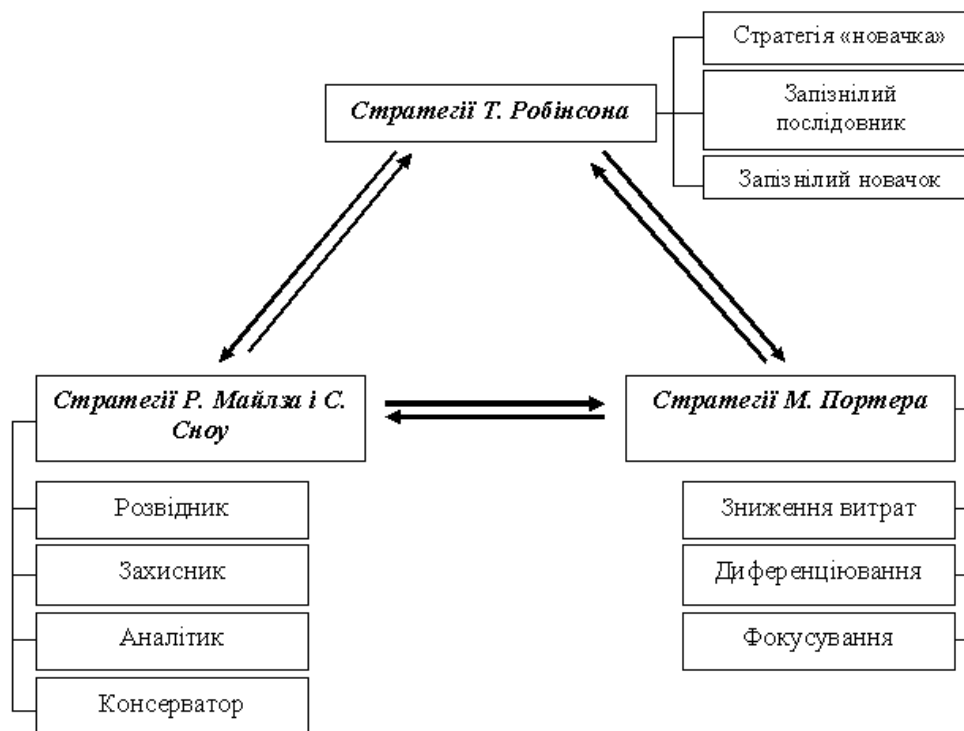 Стратегія «новачка»
Стратегії Т. Робінсона
Запізнілий
послідовник
Запізнілий новачок
Стратегії Р. Майлза і С.
Сноу
Стратегії М. Портера
Розвідник
Захисник
Аналітик
Консерватор
Зниження витрат
Диференціювання
Фокусування